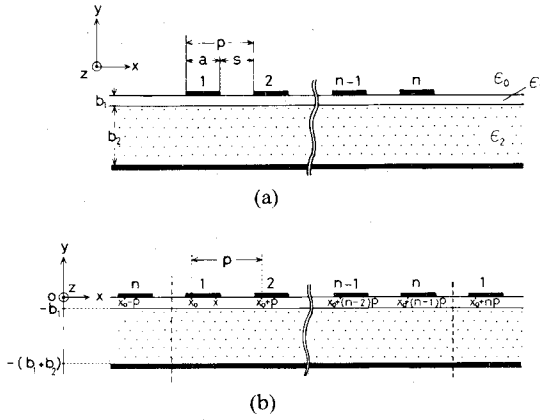 y
z x
p
a s
1 2 n-1 n
ϵ₀
ϵ
b₁
b₂
ϵ₂
(a)
y
p
n 1 2 n-1 n 1
0 z x
x₀-p x₀ x x₀+p x₀+(n-2)p x₀+(n-1)p x₀+np
-b₁
-(b₁+b₂)
(b)